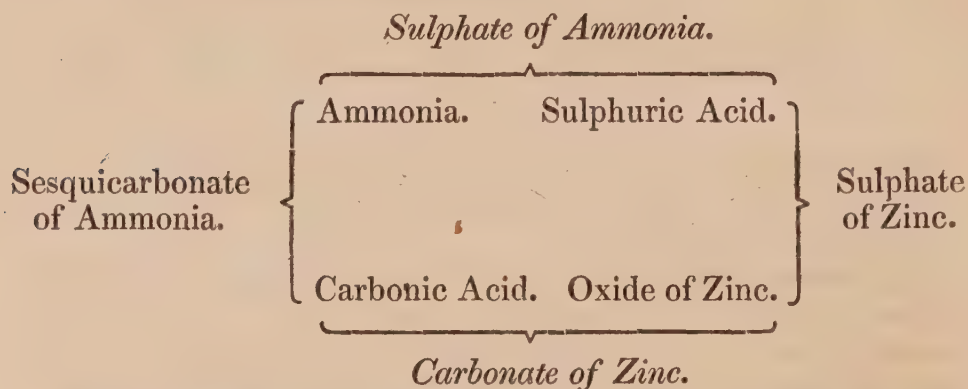 Sulphate of Ammonia.
Ammonia. Sulphuric Acid.
Sesquicarbonate
of Ammonia.
Sulphate
of Zinc.
Carbonic Acid. Oxide of Zinc.
Carbonate of Zinc.